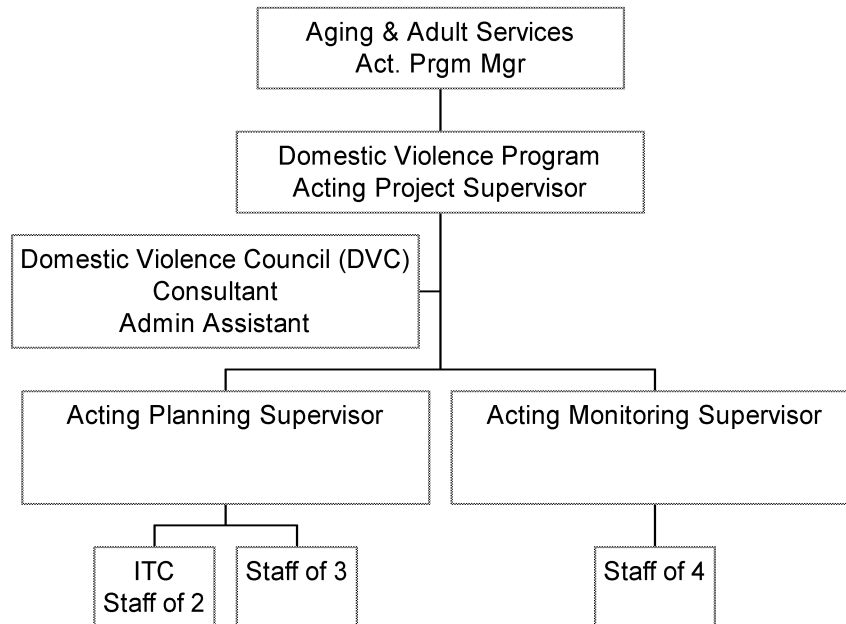 Aging & Adult Services
Act. Prgm Mgr
Domestic Violence Program
Acting Project Supervisor
Domestic Violence Council (DVC)
Consultant
Admin Assistant
Acting Planning Supervisor
Acting Monitoring Supervisor
ITC
Staff of 2
Staff of 3
Staff of 4